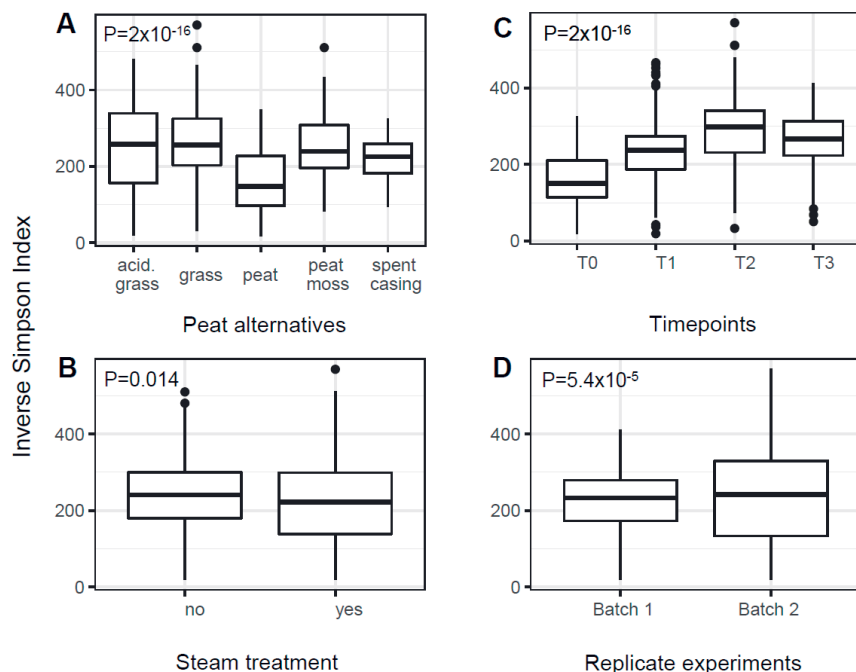 Inverse Simpson Index
A
P=2x10⁻¹⁶
400
200
0
acid. grass
grass
peat
peat moss
spent casing
Peat alternatives
C
P=2x10⁻¹⁶
400
200
0
T0
T1
T2
T3
Timepoints
B
P=0.014
400
200
0
no
yes
Steam treatment
D
P=5.4x10⁻⁵
400
200
0
Batch 1
Batch 2
Replicate experiments